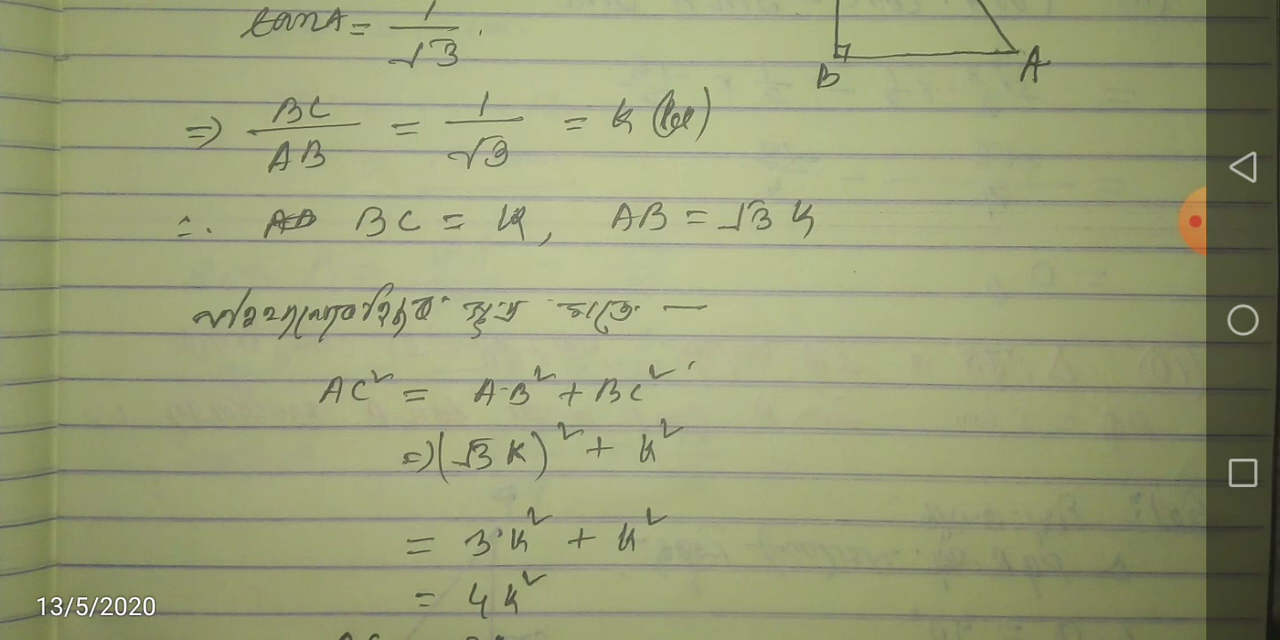 tanA = 1/√3.
B A
=> BC/AB = 1/√3 = k (let)
∴ BC = k, AB = √3 k
AC² = AB² + BC²
=> (√3 k)² + k²
= 3k² + k²
= 4k²
13/5/2020